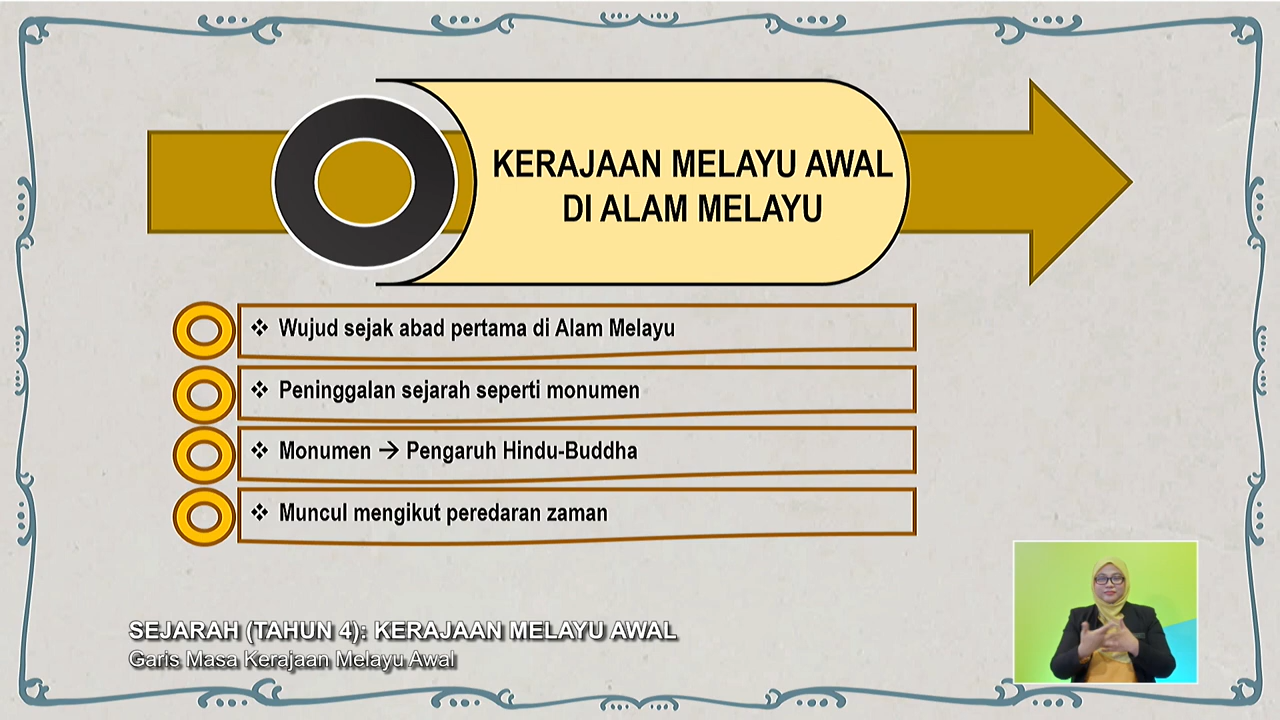 KERAJAAN MELAYU AWAL
DI ALAM MELAYU
❖ Wujud sejak abad pertama di Alam Melayu
❖ Peninggalan sejarah seperti monumen
❖ Monumen → Pengaruh Hindu-Buddha
❖ Muncul mengikut peredaran zaman
SEJARAH (TAHUN 4): KERAJAAN MELAYU AWAL
Garis Masa Kerajaan Melayu Awal